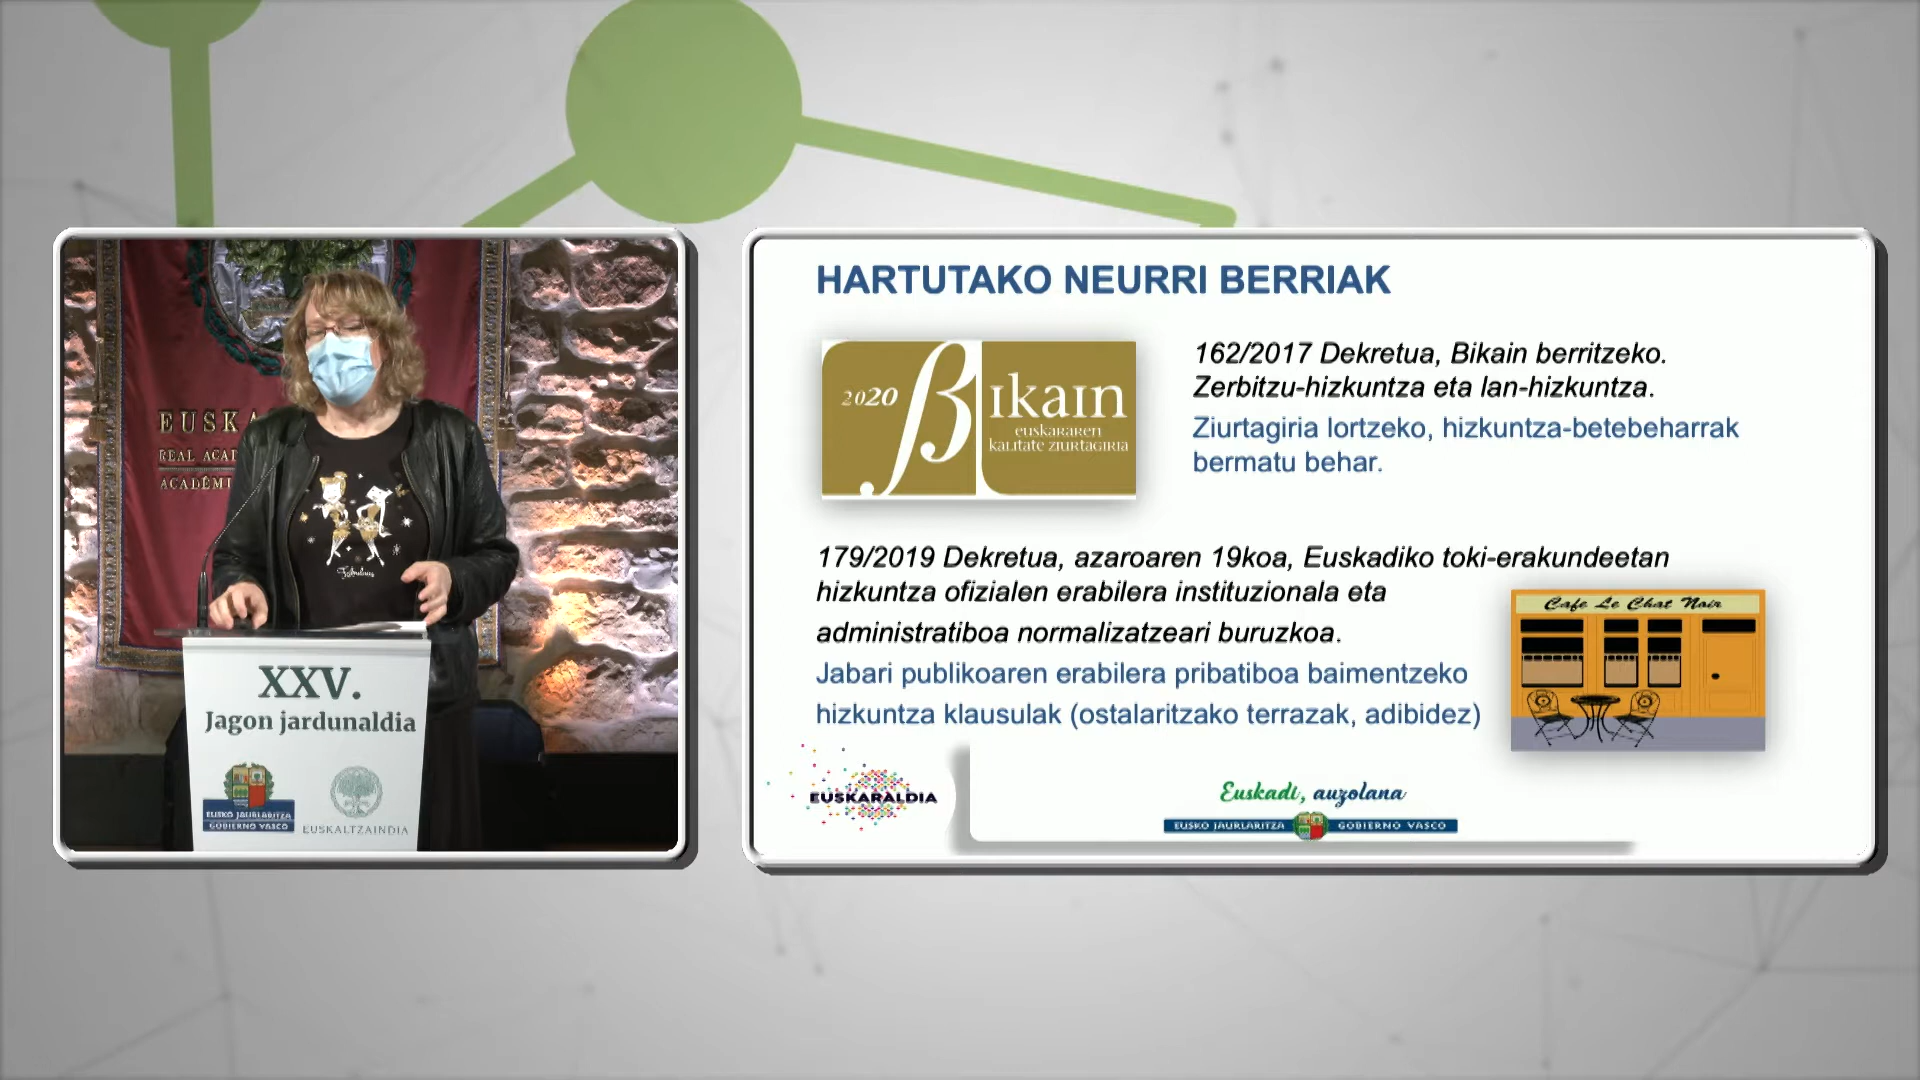 EUSKA
REAL ACAD
ACADÉMI
Fabulous
XXV.
Jagon jardunaldia
EUSKO JAURLARITZA
GOBIERNO VASCO
EUSKALTZAINDIA
HARTUTAKO NEURRI BERRIAK
2020 Bikain
euskararen
kalitate ziurtagiria
162/2017 Dekretua, Bikain berritzeko.
Zerbitzu-hizkuntza eta lan-hizkuntza.
Ziurtagiria lortzeko, hizkuntza-betebeharrak
bermatu behar.
179/2019 Dekretua, azaroaren 19koa, Euskadiko toki-erakundeetan
hizkuntza ofizialen erabilera instituzionala eta
administratiboa normalizatzeari buruzkoa.
Jabari publikoaren erabilera pribatiboa baimentzeko
hizkuntza klausulak (ostalaritzako terrazak, adibidez)
Cafe Le Chat Noir
EUSKARALDIA
Euskadi, auzolana
EUSKO JAURLARITZA GOBIERNO VASCO